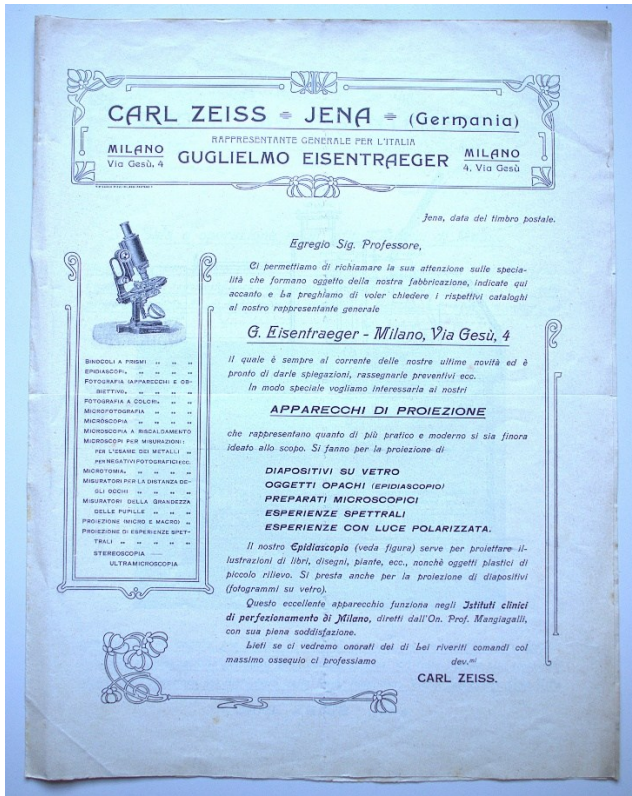 CARL ZEISS = JENA = (Germania)
RAPPRESENTANTE GENERALE PER L'ITALIA
MILANO
Via Gesù, 4
GUGLIELMO EISENTRAEGER
MILANO
4, Via Gesù
Jena, data del timbro postale.
Egregio Sig. Professore,
Ci permettiamo di richiamare la sua attenzione sulle specia-
lità che formano oggetto della nostra fabbricazione, indicate qui
accanto e La preghiamo di voler chiedere i rispettivi cataloghi
al nostro rappresentante generale
G. Eisentraeger - Milano, Via Gesù, 4
il quale è sempre al corrente delle nostre ultime novità ed è
pronto di darle spiegazioni, rassegnarle preventivi ecc.
In modo speciale vogliamo interessarla ai nostri
APPARECCHI DI PROIEZIONE
che rappresentano quanto di più pratico e moderno si sia finora
ideato allo scopo. Si fanno per la proiezione di
DIAPOSITIVI SU VETRO
OGGETTI OPACHI (EPIDIASCOPIO)
PREPARATI MICROSCOPICI
ESPERIENZE SPETTRALI
ESPERIENZE CON LUCE POLARIZZATA.
Il nostro Epidiascopio (veda figura) serve per proiettare il-
lustrazioni di libri, disegni, piante, ecc., nonchè oggetti plastici di
piccolo rilievo. Si presta anche per la proiezione di diapositivi
(fotogrammi su vetro).
Questo eccellente apparecchio funziona negli Istituti clinici
di perfezionamento di Milano, diretti dall'On. Prof. Mangiagalli,
con sua piena soddisfazione.
Lieti se ci vedremo onorati dei di Lei riveriti comandi col
massimo ossequio ci professiamo dev.mi
CARL ZEISS.
BINOCOLI A PRISMI " " "
EPIDIASCOPI " " " "
FOTOGRAFIA (APPARECCHI E OB-
BIETTIVI) " " " "
FOTOGRAFIA A COLORI " " "
MICROFOTOGRAFIA " " "
MICROSCOPIA " " " "
MICROSCOPIA A RISCALDAMENTO
MICROSCOPI PER MISURAZIONI:
PER L'ESAME DEI METALLI "
PER NEGATIVI FOTOGRAFICI ECC.
MICROTOMIA " " " "
MISURATORI PER LA DISTANZA DE-
GLI OCCHI " " " "
MISURATORI DELLA GRANDEZZA
DELLE PUPILLE " " "
PROIEZIONE (MICRO E MACRO) "
PROIEZIONE DI ESPERIENZE SPET-
TRALI " " " " "
STEREOSCOPIA
ULTRAMICROSCOPIA